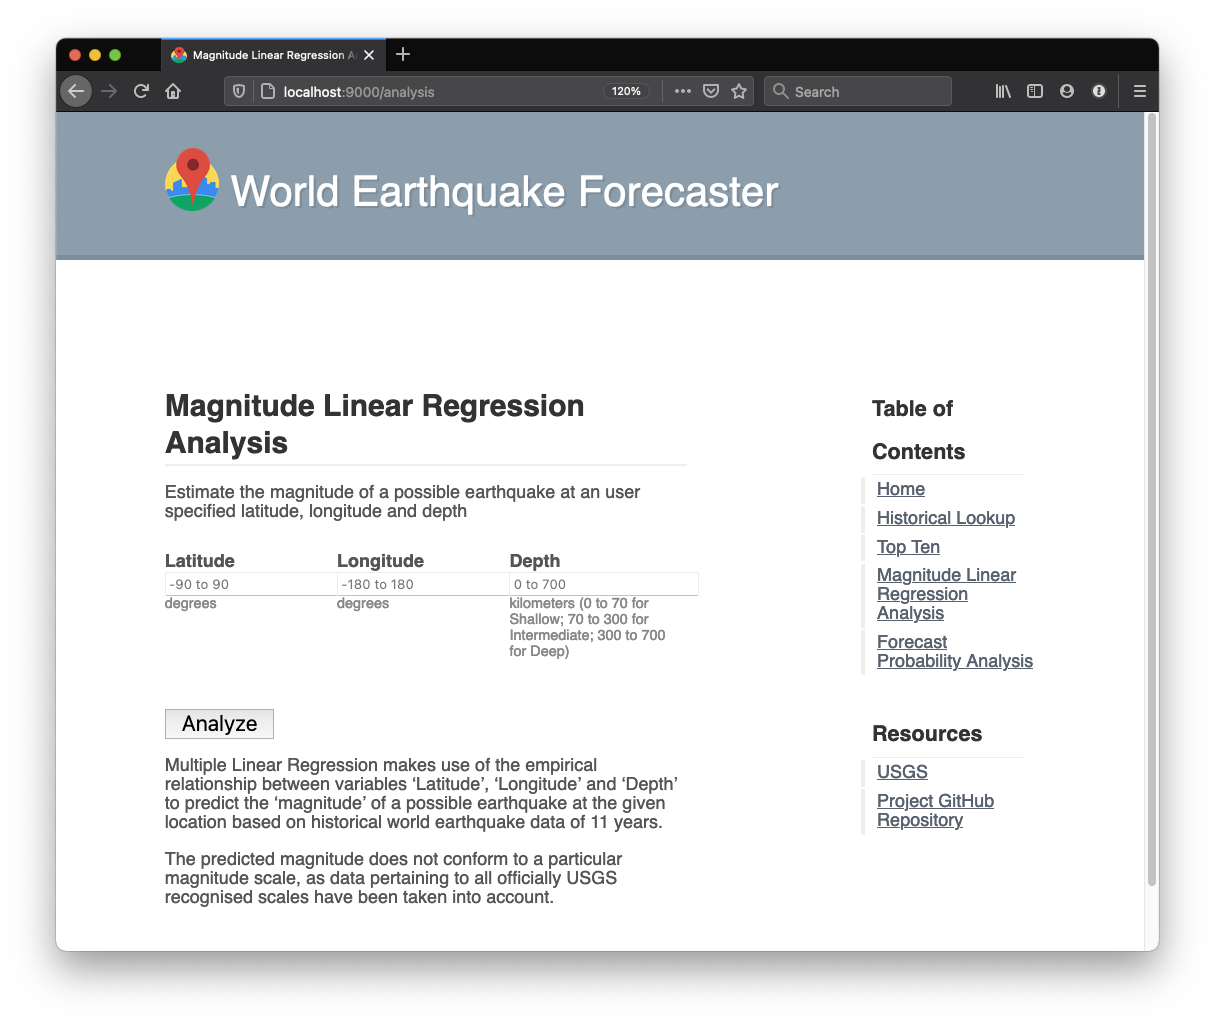 Magnitude Linear Regression A
localhost:9000/analysis
120%
Search
World Earthquake Forecaster
Magnitude Linear Regression
Analysis
Estimate the magnitude of a possible earthquake at an user
specified latitude, longitude and depth
Latitude
-90 to 90
degrees
Longitude
-180 to 180
degrees
Depth
0 to 700
kilometers (0 to 70 for
Shallow; 70 to 300 for
Intermediate; 300 to 700
for Deep)
Analyze
Multiple Linear Regression makes use of the empirical
relationship between variables ‘Latitude’, ‘Longitude’ and ‘Depth’
to predict the ‘magnitude’ of a possible earthquake at the given
location based on historical world earthquake data of 11 years.
The predicted magnitude does not conform to a particular
magnitude scale, as data pertaining to all officially USGS
recognised scales have been taken into account.
Table of
Contents
Home
Historical Lookup
Top Ten
Magnitude Linear
Regression
Analysis
Forecast
Probability Analysis
Resources
USGS
Project GitHub
Repository